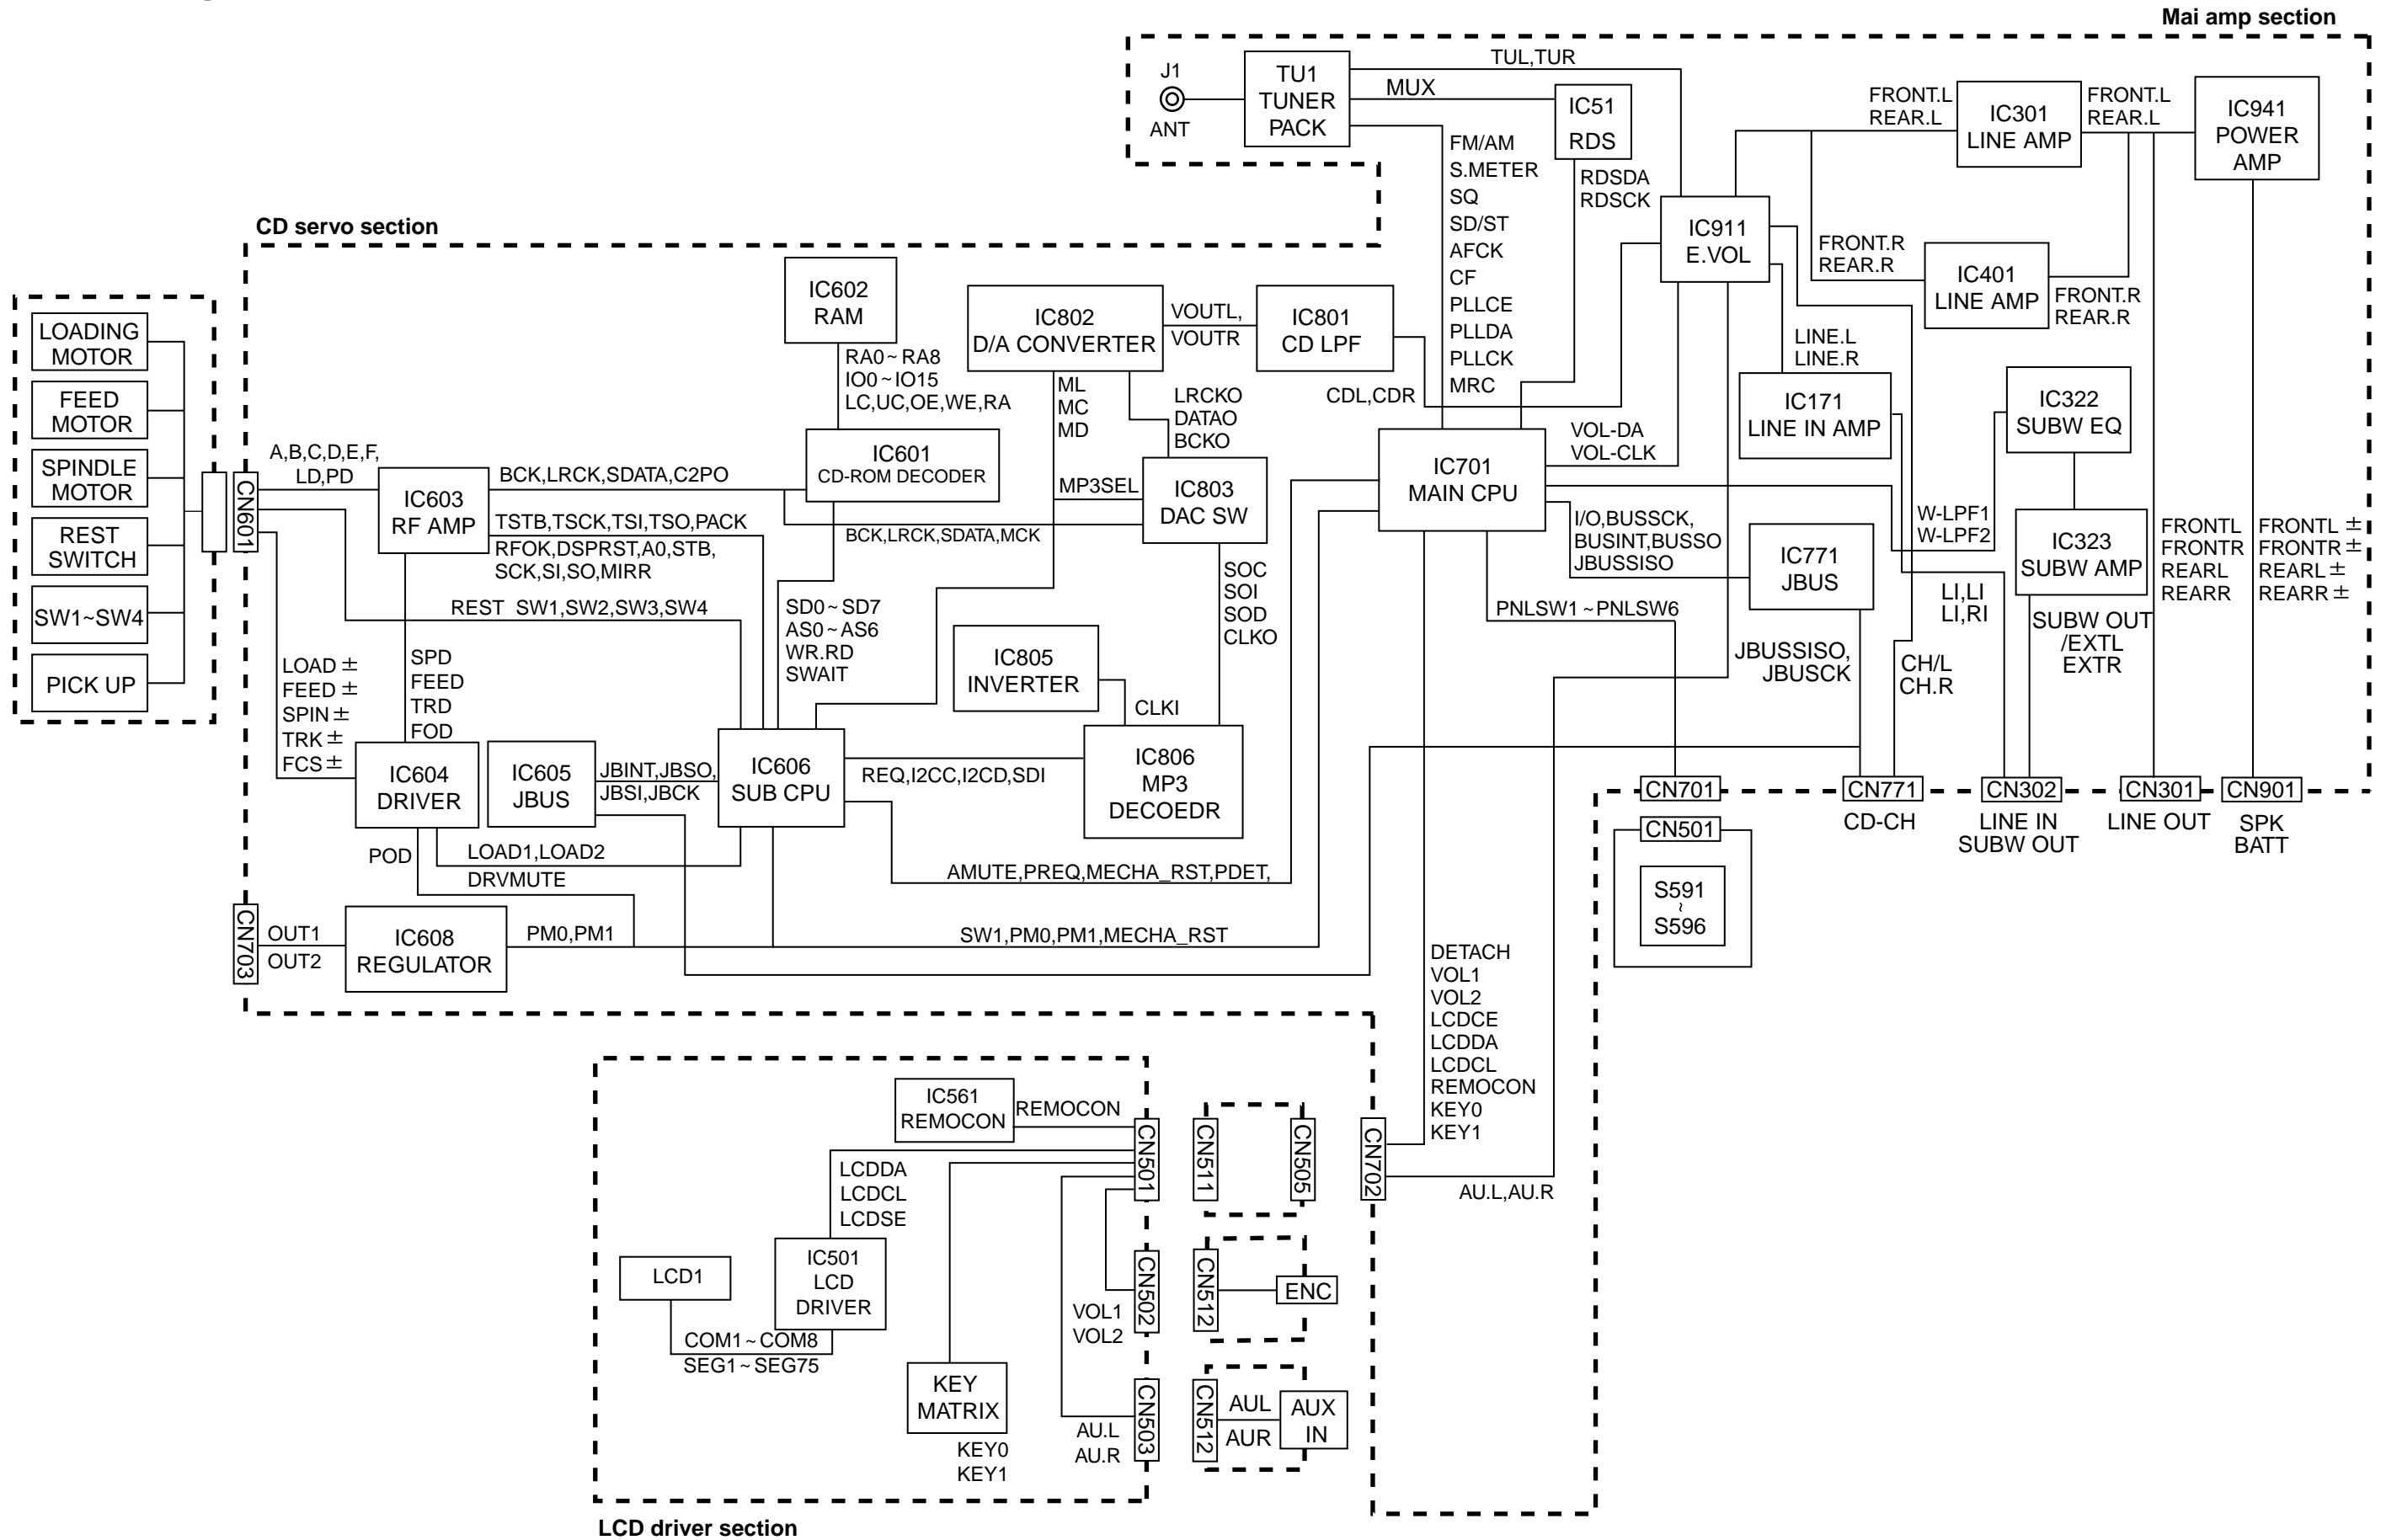 Mai amp section
J1
ANT
TU1
TUNER
PACK
TUL,TUR
MUX
IC51
RDS
FM/AM
S.METER
SQ
SD/ST
AFCK
CF
PLLCE
PLLDA
PLLCK
MRC
RDSDA
RDSCK
IC911
E.VOL
FRONT.L
REAR.L
IC301
LINE AMP
FRONT.L
REAR.L
IC941
POWER
AMP
FRONT.R
REAR.R
IC401
LINE AMP
FRONT.R
REAR.R
LINE.L
LINE.R
IC171
LINE IN AMP
IC322
SUBW EQ
IC323
SUBW AMP
W-LPF1
W-LPF2
VOL-DA
VOL-CLK
IC701
MAIN CPU
I/O,BUSSCK,
BUSINT,BUSSO
JBUSSISO
IC771
JBUS
PNLSW1~PNLSW6
JBUSSISO,
JBUSCK
CH/L
CH.R
LI,LI
LI,RI
SUBW OUT
/EXTL
EXTR
FRONTL
FRONTR
REARL
REARR
FRONTL ±
FRONTR ±
REARL ±
REARR ±
CN701
CN771
CN302
CN301
CN901
CD-CH
LINE IN
SUBW OUT
LINE OUT
SPK
BATT
CN501
S591
~
S596
CD servo section
LOADING
MOTOR
FEED
MOTOR
SPINDLE
MOTOR
REST
SWITCH
SW1~SW4
PICK UP
CN601
A,B,C,D,E,F,
LD,PD
IC603
RF AMP
BCK,LRCK,SDATA,C2PO
TSTB,TSCK,TSI,TSO,PACK
RFOK,DSPRST,A0,STB,
SCK,SI,SO,MIRR
REST SW1,SW2,SW3,SW4
IC602
RAM
RA0~RA8
IO0~IO15
LC,UC,OE,WE,RA
IC601
CD-ROM DECODER
IC802
D/A CONVERTER
VOUTL,
VOUTR
IC801
CD LPF
CDL,CDR
ML
MC
MD
LRCKO
DATAO
BCKO
MP3SEL
IC803
DAC SW
BCK,LRCK,SDATA,MCK
SOC
SOI
SOD
CLKO
SD0~SD7
AS0~AS6
WR.RD
SWAIT
IC805
INVERTER
CLKI
LOAD ±
FEED ±
SPIN ±
TRK ±
FCS ±
SPD
FEED
TRD
FOD
IC604
DRIVER
IC605
JBUS
JBINT,JBSO,
JBSI,JBCK
IC606
SUB CPU
REQ,I2CC,I2CD,SDI
IC806
MP3
DECOEDR
POD
LOAD1,LOAD2
DRVMUTE
AMUTE,PREQ,MECHA_RST,PDET,
CN703
OUT1
OUT2
IC608
REGULATOR
PM0,PM1
SW1,PM0,PM1,MECHA_RST
DETACH
VOL1
VOL2
LCDCE
LCDDA
LCDCL
REMOCON
KEY0
KEY1
CN702
AU.L,AU.R
IC561
REMOCON
REMOCON
CN501
LCDDA
LCDCL
LCDSE
LCD1
IC501
LCD
DRIVER
COM1~COM8
SEG1~SEG75
KEY
MATRIX
KEY0
KEY1
VOL1
VOL2
CN502
AU.L
AU.R
CN503
CN511
CN505
CN512
ENC
CN512
AUL
AUR
AUX
IN
LCD driver section